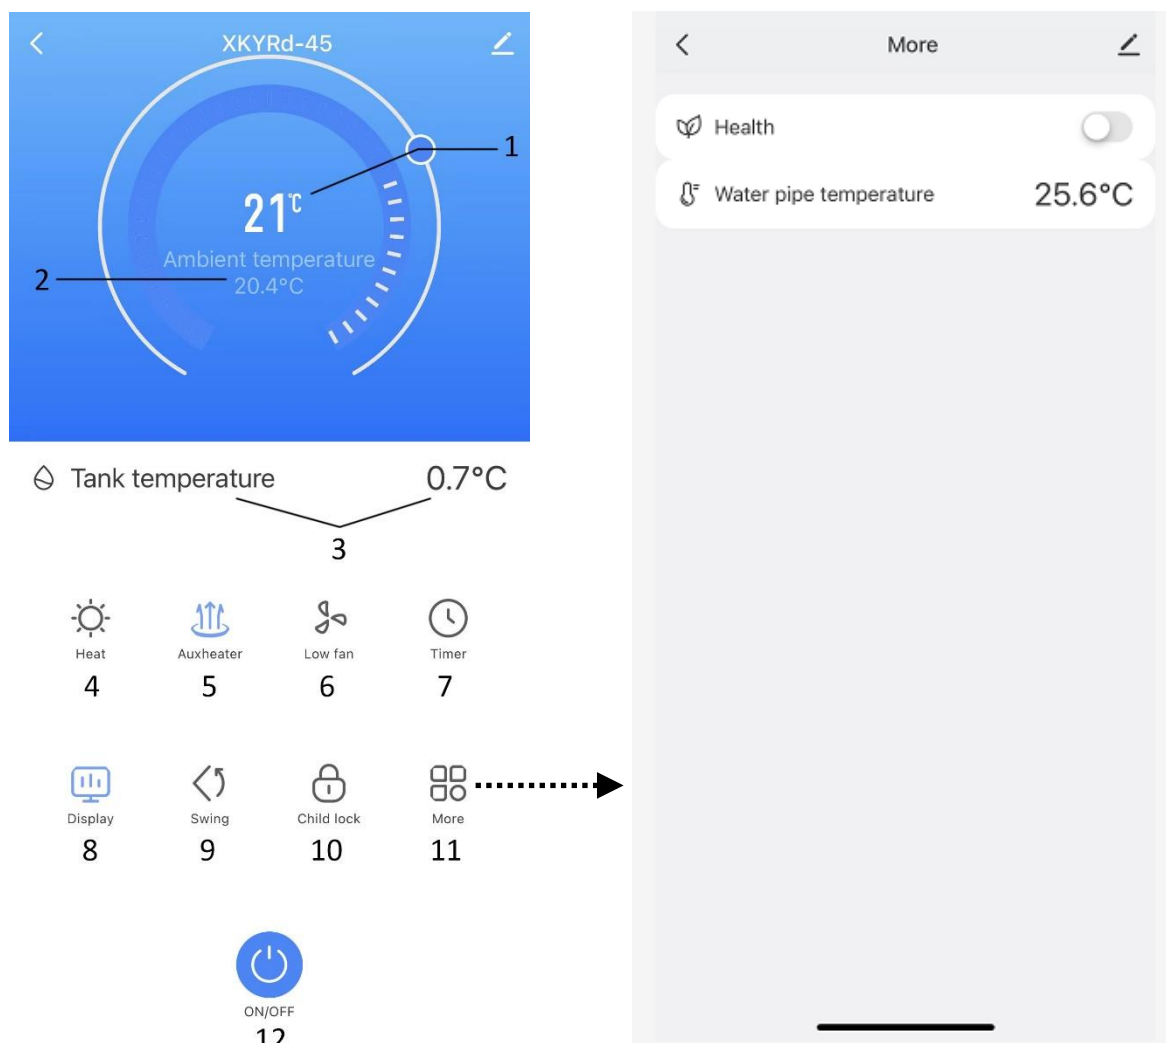 XKYRd-45
1
21°C
Ambient temperature
20.4°C
2
Tank temperature 0.7°C
3
Heat Auxheater Low fan Timer
4 5 6 7
Display Swing Child lock More
8 9 10 11
ON/OFF
12
More
Health
Water pipe temperature 25.6°C